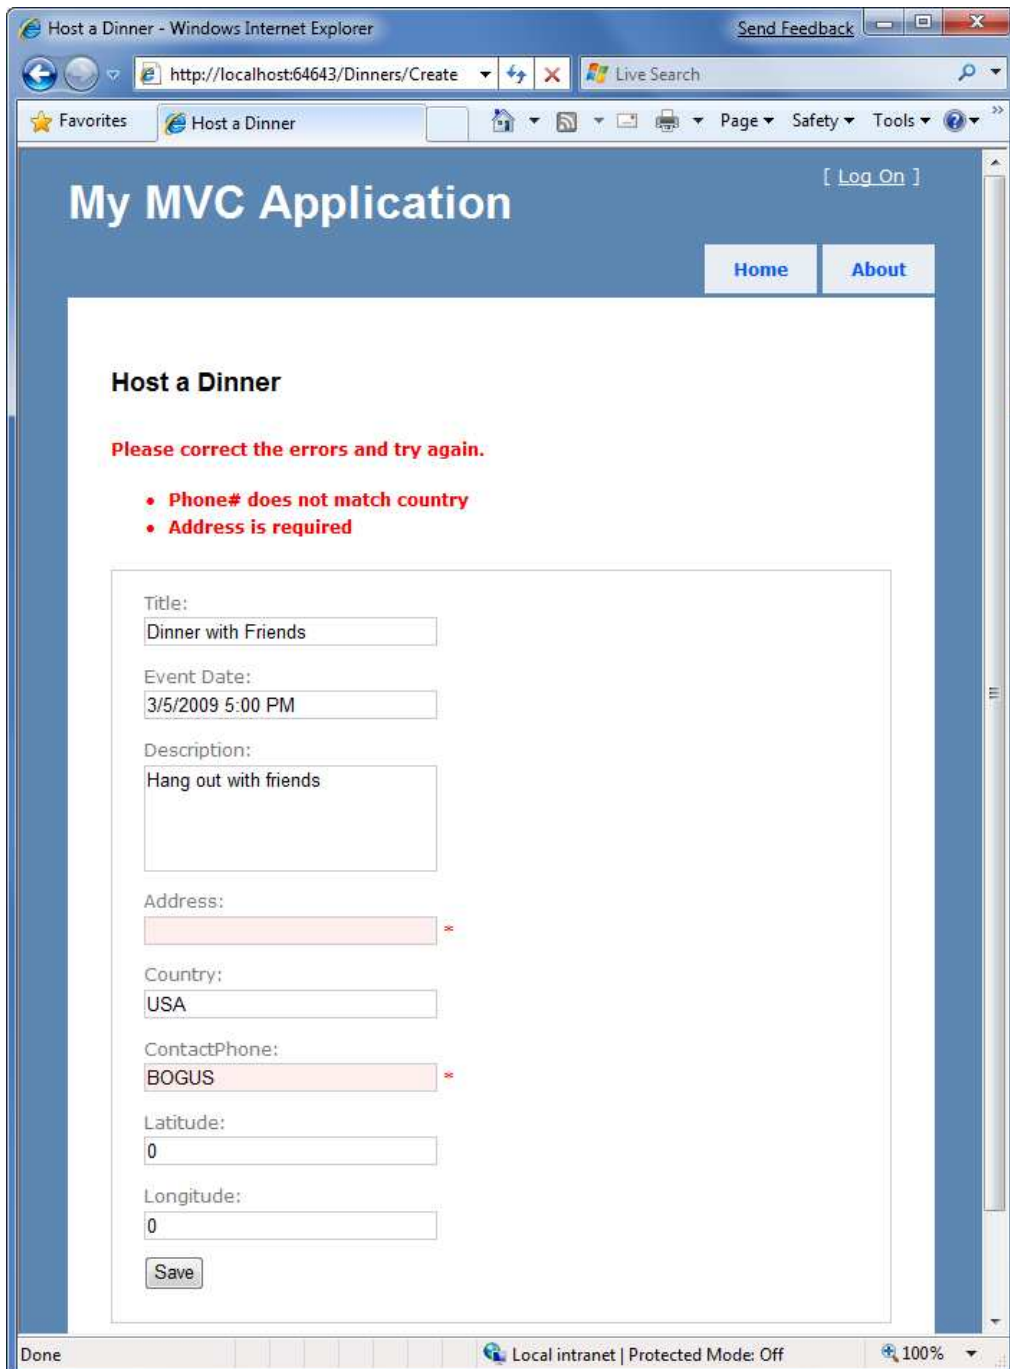 Host a Dinner - Windows Internet Explorer
Send Feedback
http://localhost:64643/Dinners/Create
Live Search
Favorites
Host a Dinner
Page
Safety
Tools
»
[ Log On ]
My MVC Application
Home
About
Host a Dinner
Please correct the errors and try again.
• Phone# does not match country
• Address is required
Title:
Dinner with Friends
Event Date:
3/5/2009 5:00 PM
Description:
Hang out with friends
Address:
*
Country:
USA
ContactPhone:
BOGUS *
Latitude:
0
Longitude:
0
Save
Done
Local intranet | Protected Mode: Off
100%